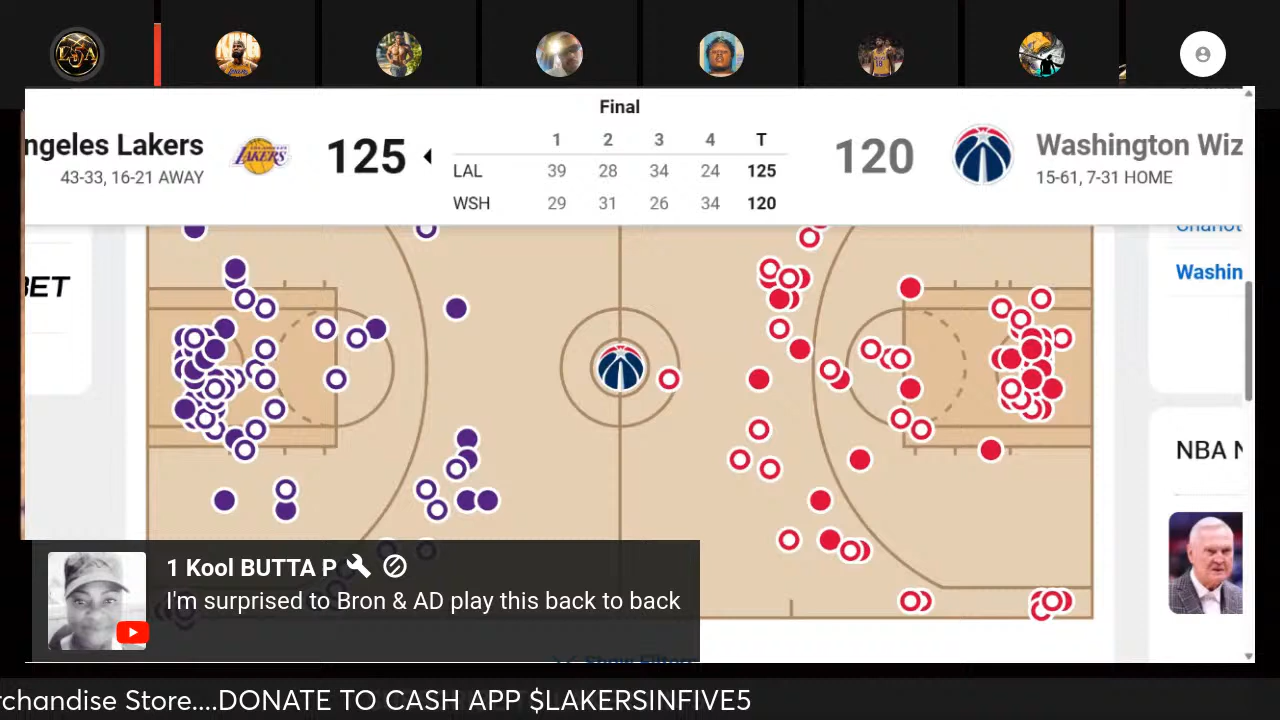 Final
ngeles Lakers
43-33, 16-21 AWAY
LAKERS
125
1 2 3 4 T
LAL 39 28 34 24 125
WSH 29 31 26 34 120
120
Washington Wiz
15-61, 7-31 HOME
BET
Charlot
Washin
NBA N
1 Kool BUTTA P
I'm surprised to Bron & AD play this back to back
rchandise Store....DONATE TO CASH APP $LAKERSINFIVE5